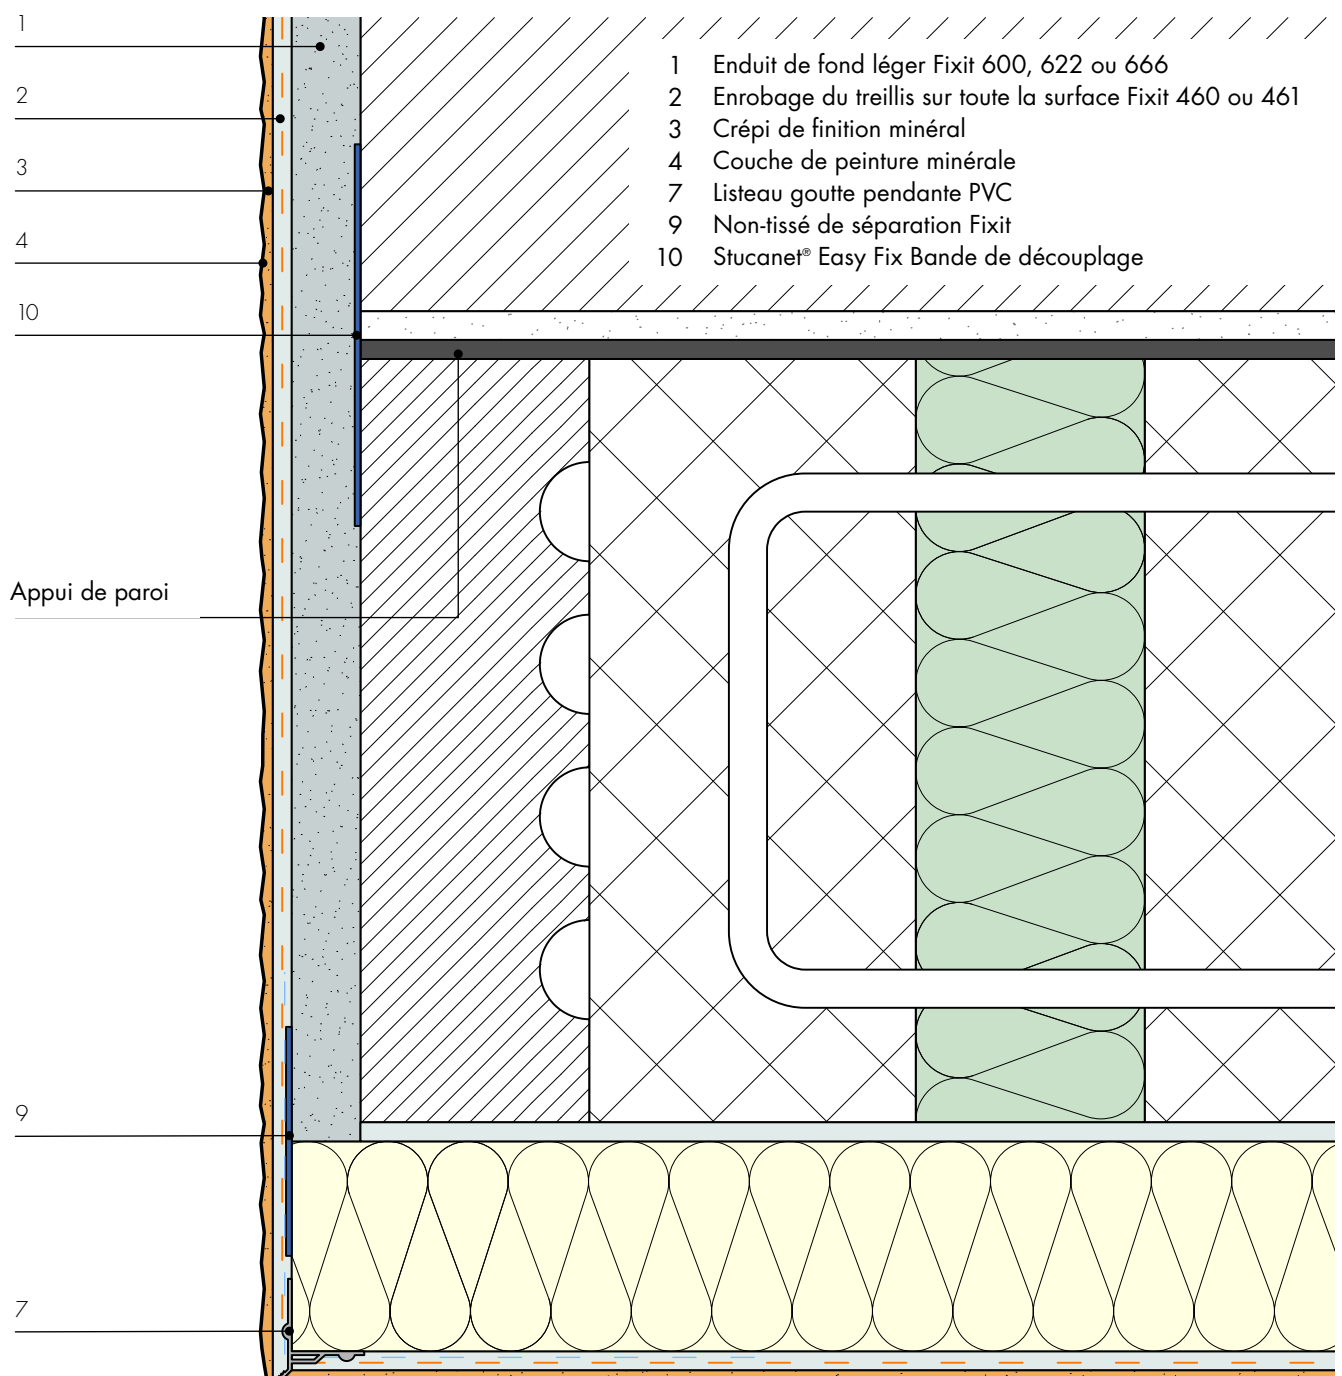 1
2
3
4
10
Appui de paroi
9
7
1 Enduit de fond léger Fixit 600, 622 ou 666
2 Enrobage du treillis sur toute la surface Fixit 460 ou 461
3 Crépi de finition minéral
4 Couche de peinture minérale
7 Listeau goutte pendante PVC
9 Non-tissé de séparation Fixit
10 Stucanet® Easy Fix Bande de découplage